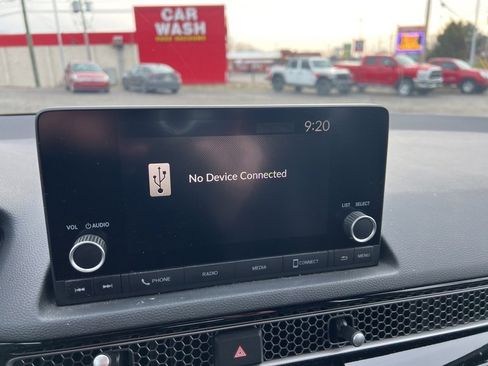 CAR
WASH
9:20
No Device Connected
VOL AUDIO
LIST SELECT
PHONE
RADIO
MEDIA
CONNECT
MENU